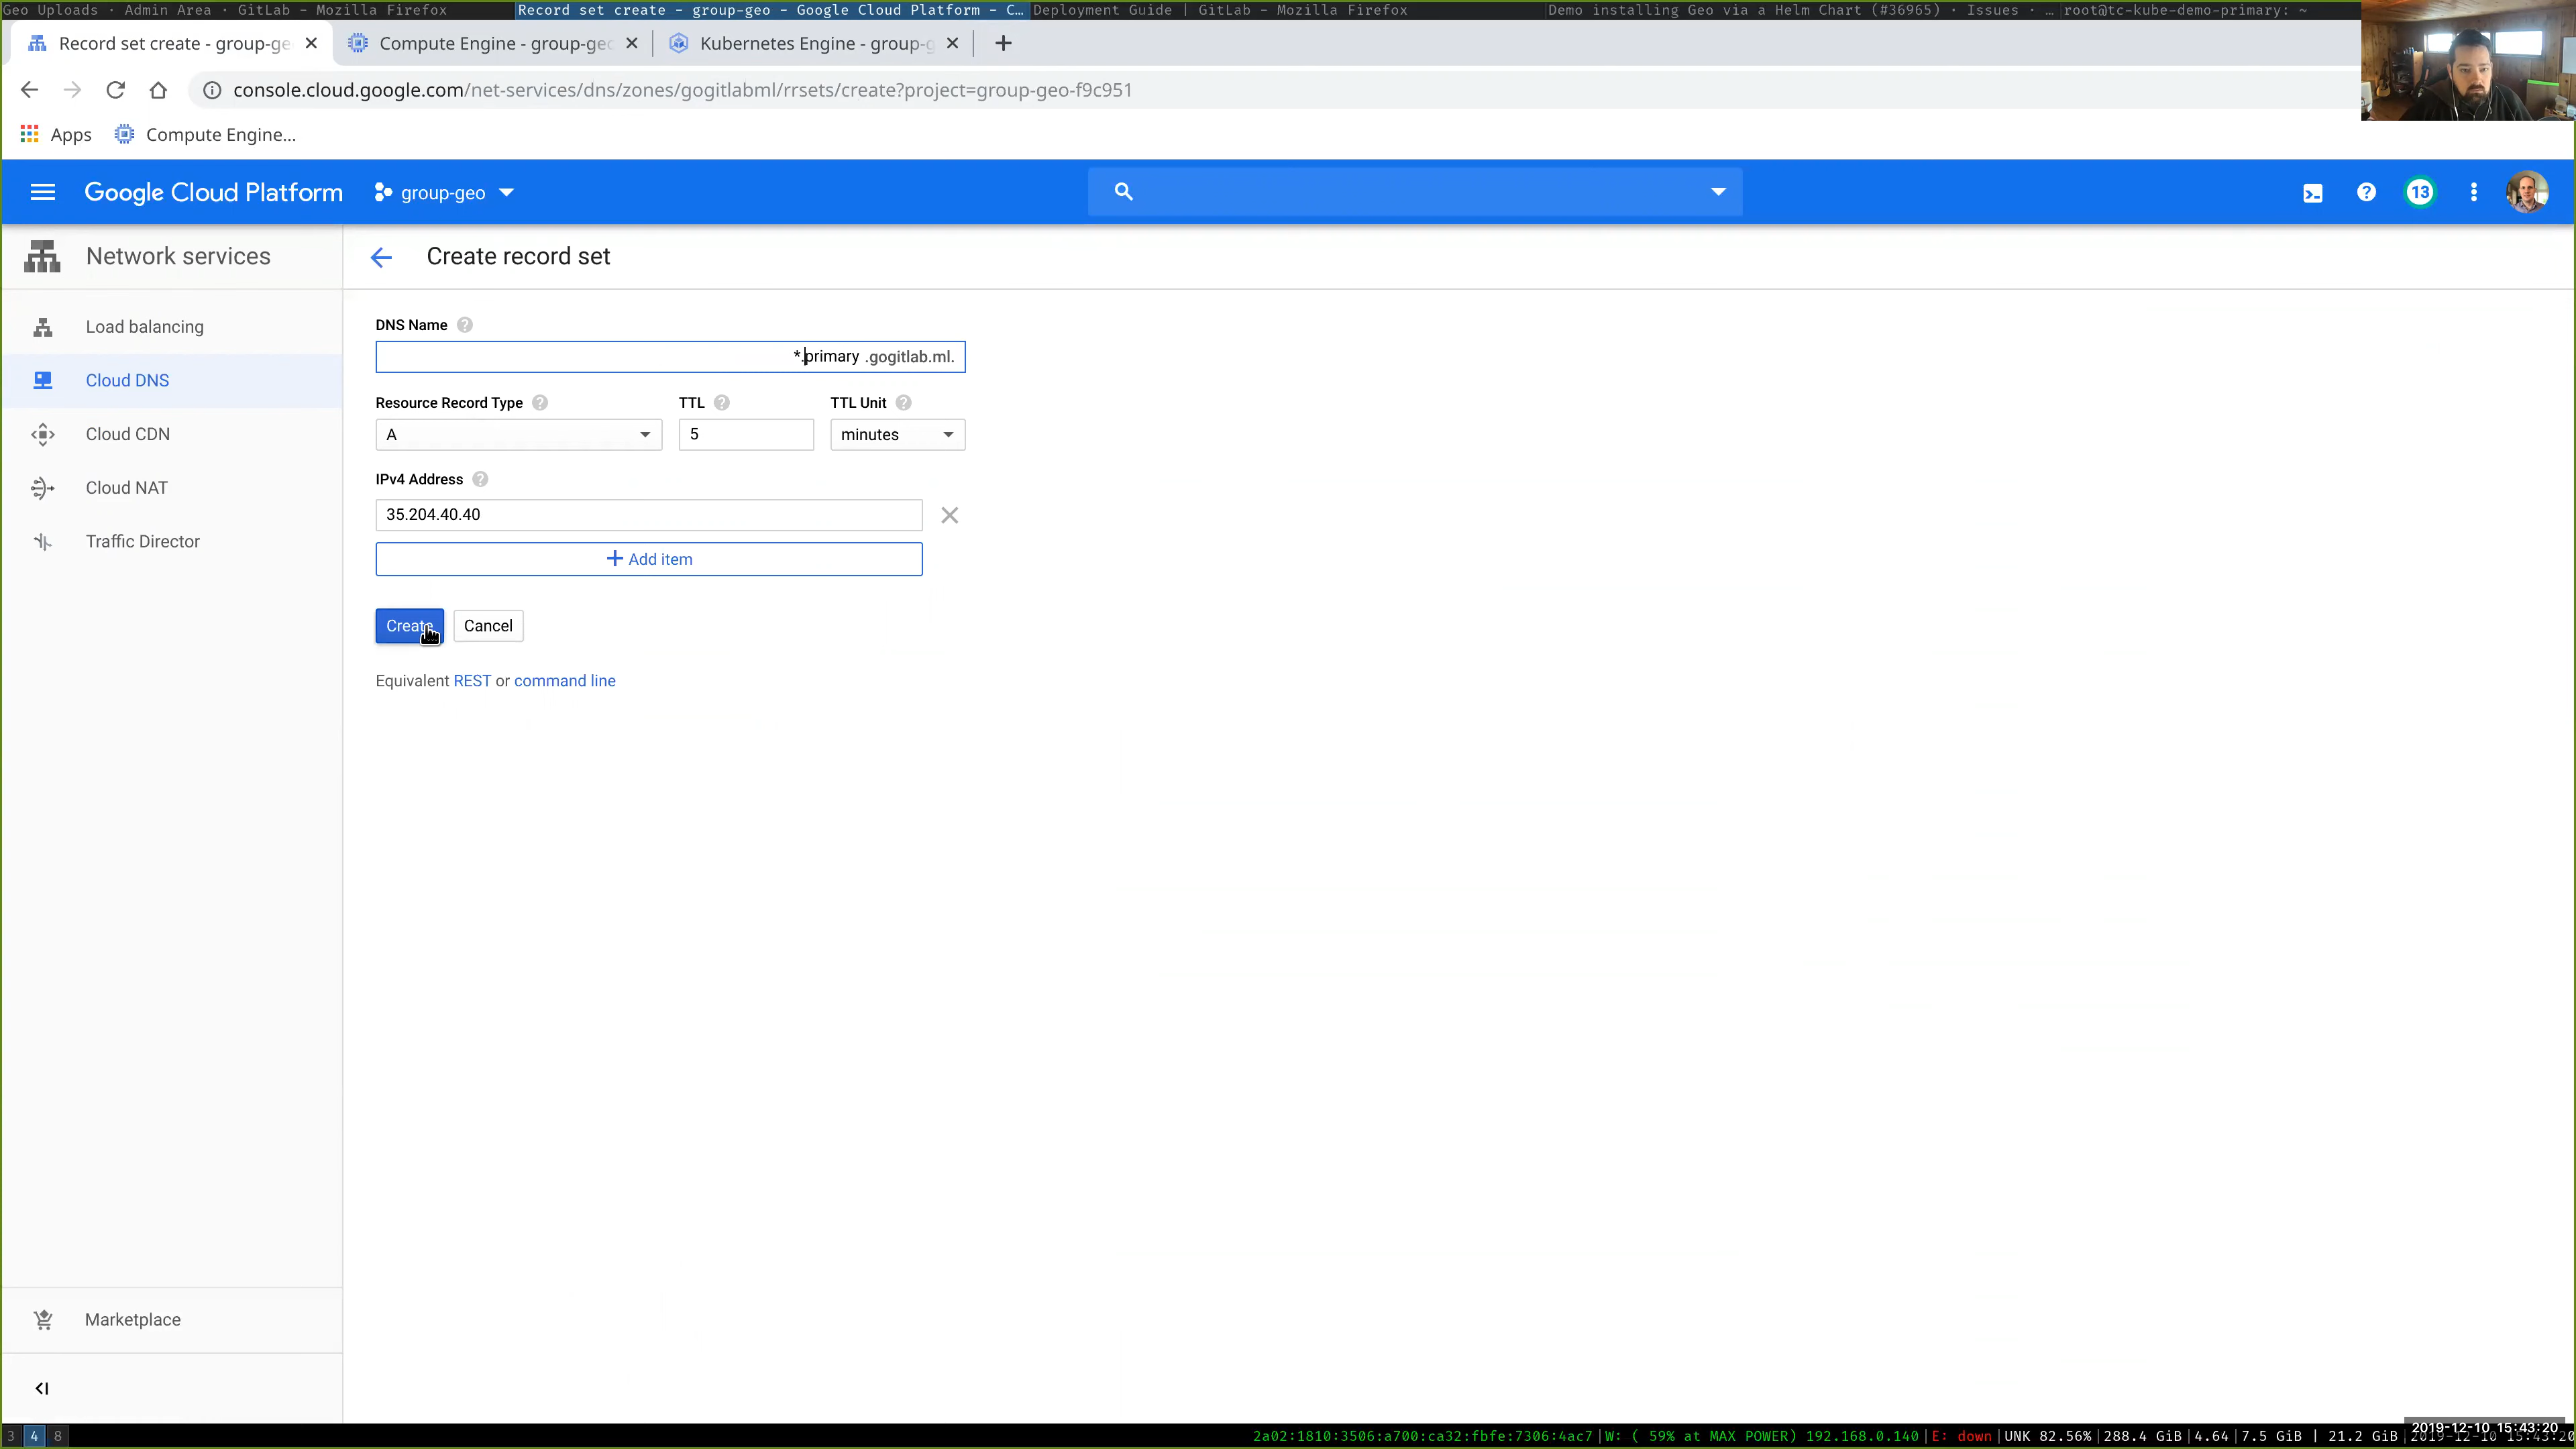 Geo Uploads · Admin Area · GitLab - Mozilla Firefox
Record set create - group-geo - Google Cloud Platform - C…
Deployment Guide | GitLab - Mozilla Firefox
Demo installing Geo via a Helm Chart (#36965) · Issues · …
root@tc-kube-demo-primary: ~
Record set create - group-ge
Compute Engine - group-geo
Kubernetes Engine - group-g
console.cloud.google.com/net-services/dns/zones/gogitlabml/rrsets/create?project=group-geo-f9c951
Apps
Compute Engine...
Google Cloud Platform
group-geo
13
Network services
Create record set
Load balancing
Cloud DNS
Cloud CDN
Cloud NAT
Traffic Director
DNS Name
*.primary .gogitlab.ml.
Resource Record Type
TTL
TTL Unit
A
5
minutes
IPv4 Address
35.204.40.40
Add item
Create
Cancel
Equivalent REST or command line
Marketplace
3 4 8
2a02:1810:3506:a700:ca32:fbfe:7306:4ac7|W: ( 59% at MAX POWER) 192.168.0.140|E: down|UNK 82.56%|288.4 GiB|4.64|7.5 GiB | 21.2 GiB
2019-12-10 15:43:20